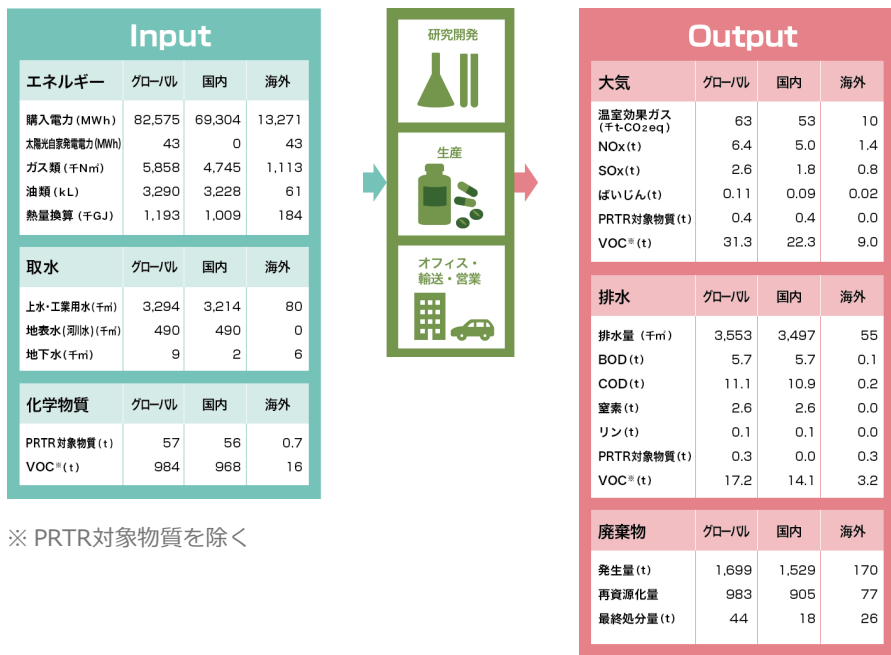 Input
エネルギー グローバル 国内 海外
購入電力(MWh) 82,575 69,304 13,271
太陽光自家発電電力(MWh) 43 0 43
ガス類(千N㎥) 5,858 4,745 1,113
油類(kL) 3,290 3,228 61
熱量換算(千GJ) 1,193 1,009 184
取水 グローバル 国内 海外
上水・工業用水(千㎥) 3,294 3,214 80
地表水(河川水)(千㎥) 490 490 0
地下水(千㎥) 9 2 6
化学物質 グローバル 国内 海外
PRTR対象物質(t) 57 56 0.7
VOC※(t) 984 968 16
※ PRTR対象物質を除く
研究開発
生産
オフィス・
輸送・営業
Output
大気 グローバル 国内 海外
温室効果ガス
(千t-CO2eq) 63 53 10
NOx(t) 6.4 5.0 1.4
SOx(t) 2.6 1.8 0.8
ばいじん(t) 0.11 0.09 0.02
PRTR対象物質(t) 0.4 0.4 0.0
VOC※(t) 31.3 22.3 9.0
排水 グローバル 国内 海外
排水量(千㎥) 3,553 3,497 55
BOD(t) 5.7 5.7 0.1
COD(t) 11.1 10.9 0.2
窒素(t) 2.6 2.6 0.0
リン(t) 0.1 0.1 0.0
PRTR対象物質(t) 0.3 0.0 0.3
VOC※(t) 17.2 14.1 3.2
廃棄物 グローバル 国内 海外
発生量(t) 1,699 1,529 170
再資源化量 983 905 77
最終処分量(t) 44 18 26